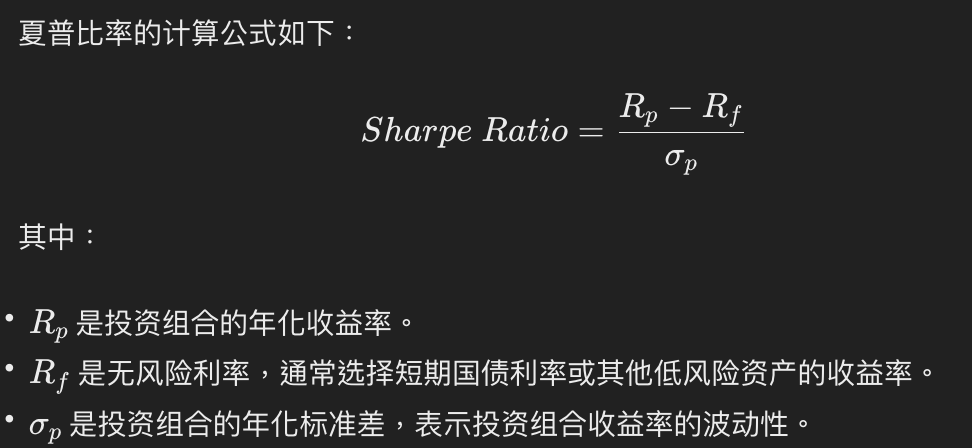 夏普比率的计算公式如下：
Sharpe Ratio = \frac{R_p - R_f}{\sigma_p}
其中：
• R_p 是投资组合的年化收益率。
• R_f 是无风险利率，通常选择短期国债利率或其他低风险资产的收益率。
• σ_p 是投资组合的年化标准差，表示投资组合收益率的波动性。